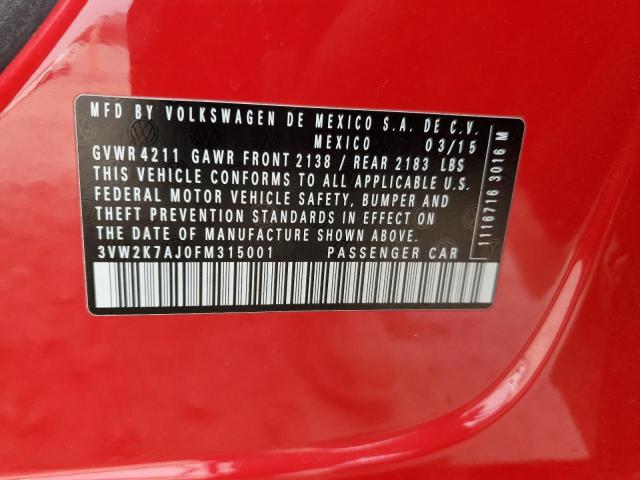 MFD BY VOLKSWAGEN DE MEXICO S.A. DE C.V.
MEXICO 03/15
GVWR 4211 GAWR FRONT 2138 / REAR 2183 LBS
THIS VEHICLE CONFORMS TO ALL APPLICABLE U.S.
FEDERAL MOTOR VEHICLE SAFETY, BUMPER AND
THEFT PREVENTION STANDARDS IN EFFECT ON
THE DATE OF MANUFACTURE SHOWN ABOVE.
3VW2K7AJ0FM315001 PASSENGER CAR
1116716 3016 M